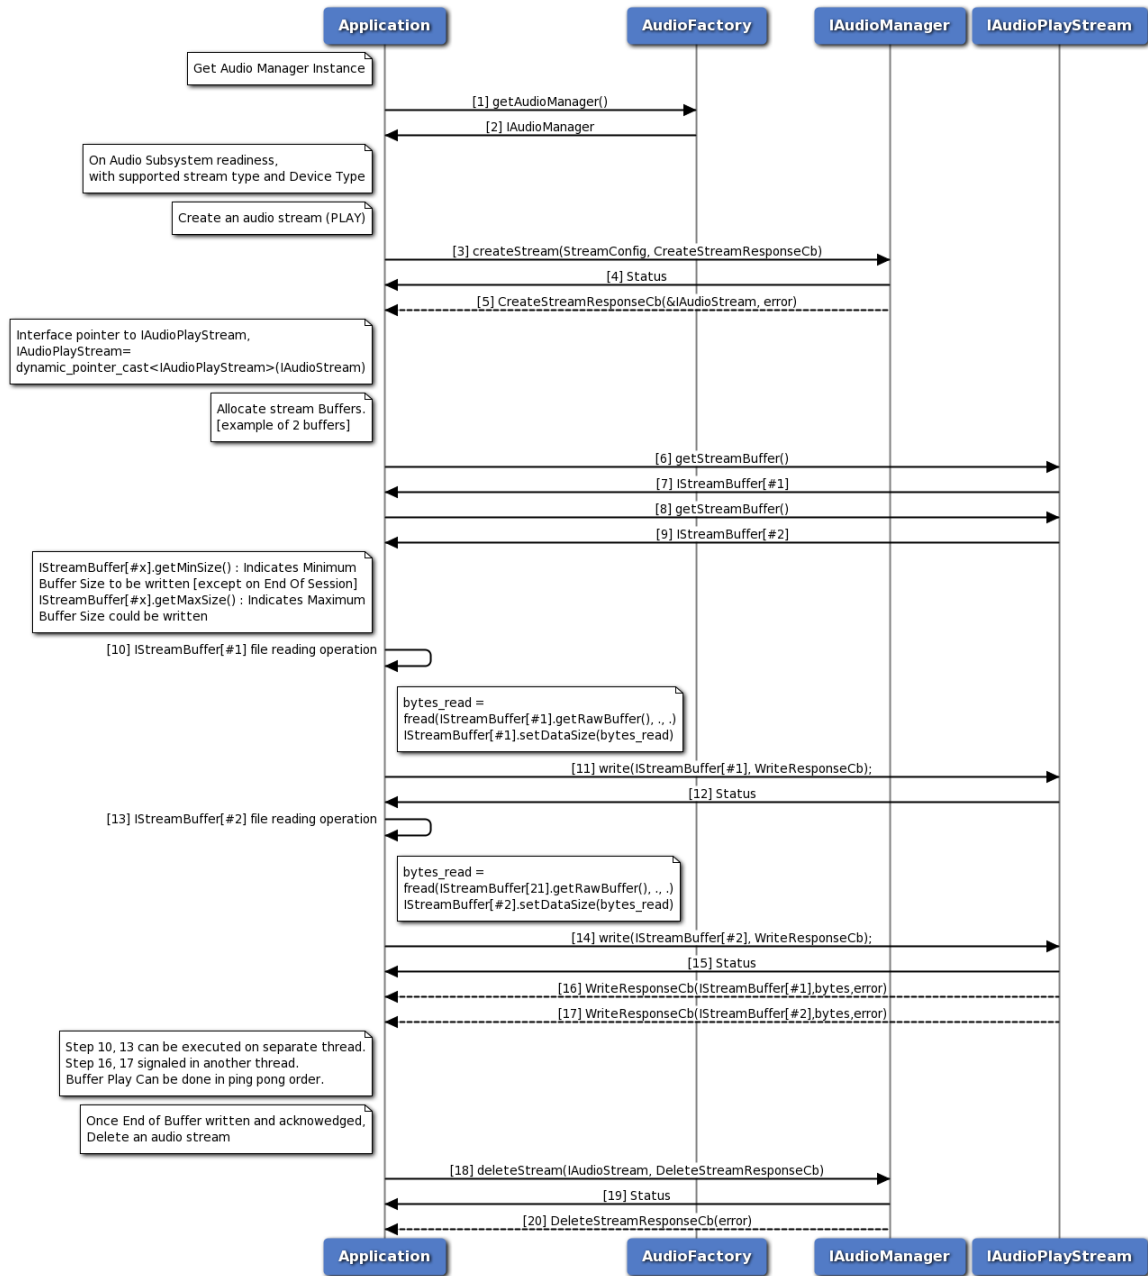 Application
AudioFactory
IAudioManager
IAudioPlayStream
Get Audio Manager Instance
[1] getAudioManager()
[2] IAudioManager
On Audio Subsystem readiness,
with supported stream type and Device Type
Create an audio stream (PLAY)
[3] createStream(StreamConfig, CreateStreamResponseCb)
[4] Status
[5] CreateStreamResponseCb(&IAudioStream, error)
Interface pointer to IAudioPlayStream,
IAudioPlayStream=
dynamic_pointer_cast<IAudioPlayStream>(IAudioStream)
Allocate stream Buffers.
[example of 2 buffers]
[6] getStreamBuffer()
[7] IStreamBuffer[#1]
[8] getStreamBuffer()
[9] IStreamBuffer[#2]
IStreamBuffer[#x].getMinSize() : Indicates Minimum
Buffer Size to be written [except on End Of Session]
IStreamBuffer[#x].getMaxSize() : Indicates Maximum
Buffer Size could be written
[10] IStreamBuffer[#1] file reading operation
bytes_read =
fread(IStreamBuffer[#1].getRawBuffer(), ., .)
IStreamBuffer[#1].setDataSize(bytes_read)
[11] write(IStreamBuffer[#1], WriteResponseCb);
[12] Status
[13] IStreamBuffer[#2] file reading operation
bytes_read =
fread(IStreamBuffer[21].getRawBuffer(), ., .)
IStreamBuffer[#2].setDataSize(bytes_read)
[14] write(IStreamBuffer[#2], WriteResponseCb);
[15] Status
[16] WriteResponseCb(IStreamBuffer[#1],bytes,error)
[17] WriteResponseCb(IStreamBuffer[#2],bytes,error)
Step 10, 13 can be executed on separate thread.
Step 16, 17 signaled in another thread.
Buffer Play Can be done in ping pong order.
Once End of Buffer written and acknowedged,
Delete an audio stream
[18] deleteStream(IAudioStream, DeleteStreamResponseCb)
[19] Status
[20] DeleteStreamResponseCb(error)
Application
AudioFactory
IAudioManager
IAudioPlayStream